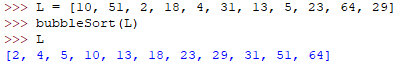 >>> L = [10, 51, 2, 18, 4, 31, 13, 5, 23, 64, 29]
>>> bubbleSort(L)
>>> L
[2, 4, 5, 10, 13, 18, 23, 29, 31, 51, 64]